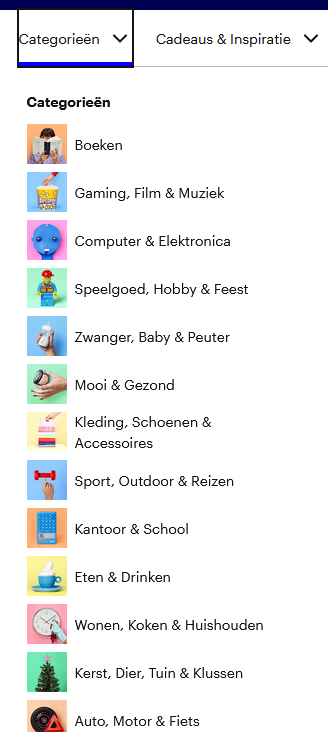 Categorieën
Cadeaus & Inspiratie
Categorieën
Boeken
Gaming, Film & Muziek
Computer & Elektronica
Speelgoed, Hobby & Feest
Zwanger, Baby & Peuter
Mooi & Gezond
Kleding, Schoenen &
Accessoires
Sport, Outdoor & Reizen
Kantoor & School
Eten & Drinken
Wonen, Koken & Huishouden
Kerst, Dier, Tuin & Klussen
Auto, Motor & Fiets